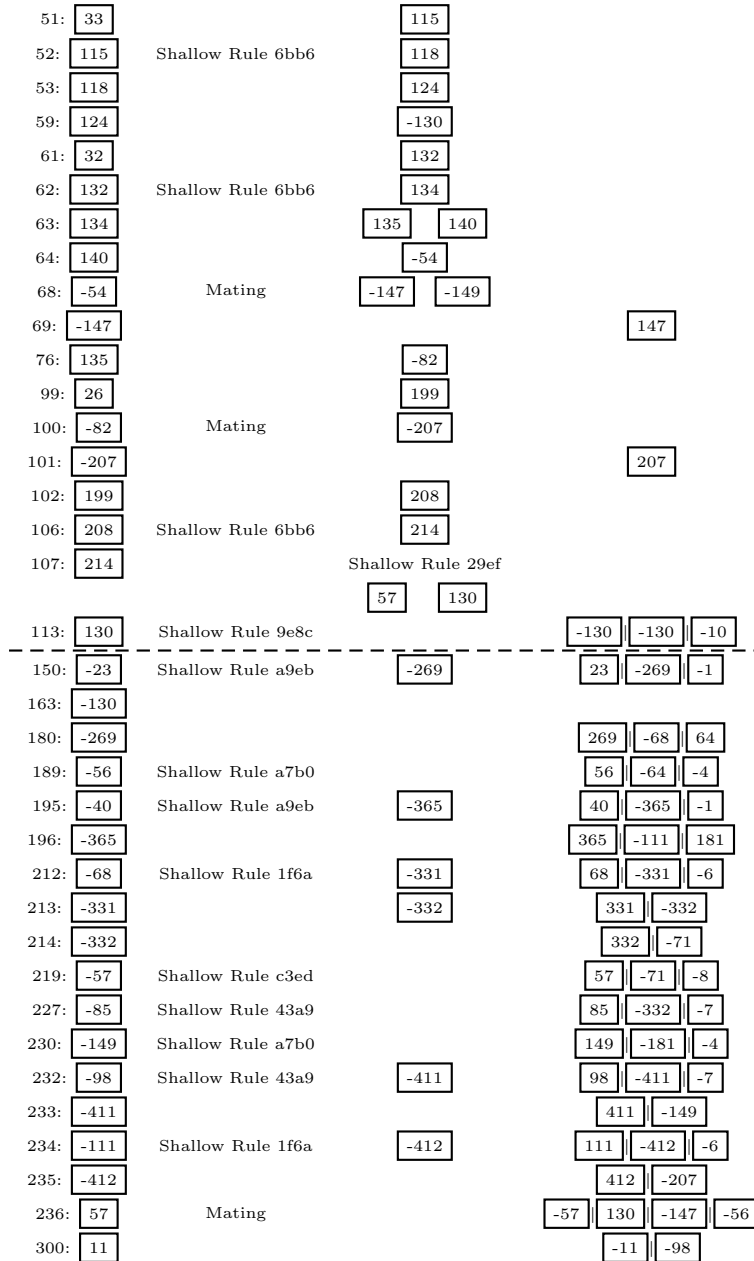 51: 33 115
52: 115 Shallow Rule 6bb6 118
53: 118 124
59: 124 -130
61: 32 132
62: 132 Shallow Rule 6bb6 134
63: 134 135 140
64: 140 -54
68: -54 Mating -147 -149
69: -147 147
76: 135 -82
99: 26 199
100: -82 Mating -207
101: -207 207
102: 199 208
106: 208 Shallow Rule 6bb6 214
107: 214 Shallow Rule 29ef
57 130
113: 130 Shallow Rule 9e8c -130 | -130 | -10
150: -23 Shallow Rule a9eb -269 23 | -269 | -1
163: -130
180: -269 269 | -68 | 64
189: -56 Shallow Rule a7b0 56 | -64 | -4
195: -40 Shallow Rule a9eb -365 40 | -365 | -1
196: -365 365 | -111 | 181
212: -68 Shallow Rule 1f6a -331 68 | -331 | -6
213: -331 -332 331 | -332
214: -332 332 | -71
219: -57 Shallow Rule c3ed 57 | -71 | -8
227: -85 Shallow Rule 43a9 85 | -332 | -7
230: -149 Shallow Rule a7b0 149 | -181 | -4
232: -98 Shallow Rule 43a9 -411 98 | -411 | -7
233: -411 411 | -149
234: -111 Shallow Rule 1f6a -412 111 | -412 | -6
235: -412 412 | -207
236: 57 Mating -57 | 130 | -147 | -56
300: 11 -11 | -98